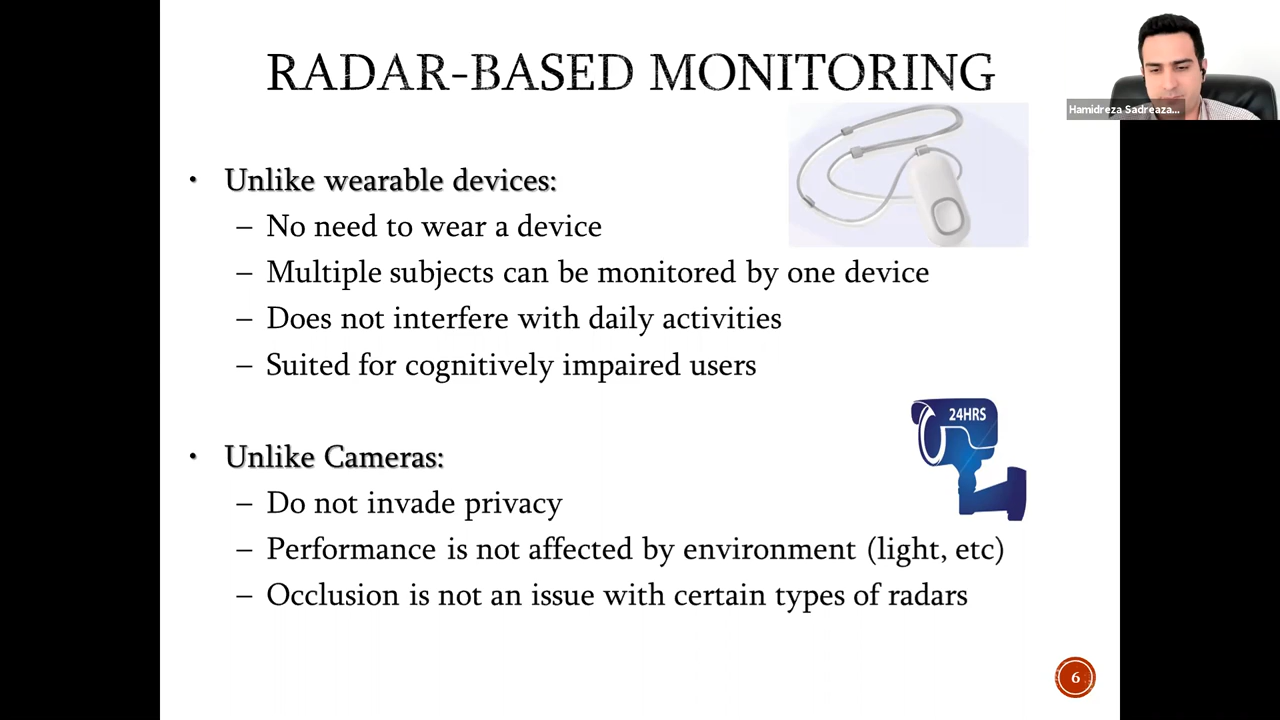 RADAR-BASED MONITORING
Hamidreza Sadreaza...
• Unlike wearable devices:
– No need to wear a device
– Multiple subjects can be monitored by one device
– Does not interfere with daily activities
– Suited for cognitively impaired users
24HRS
• Unlike Cameras:
– Do not invade privacy
– Performance is not affected by environment (light, etc)
– Occlusion is not an issue with certain types of radars
6